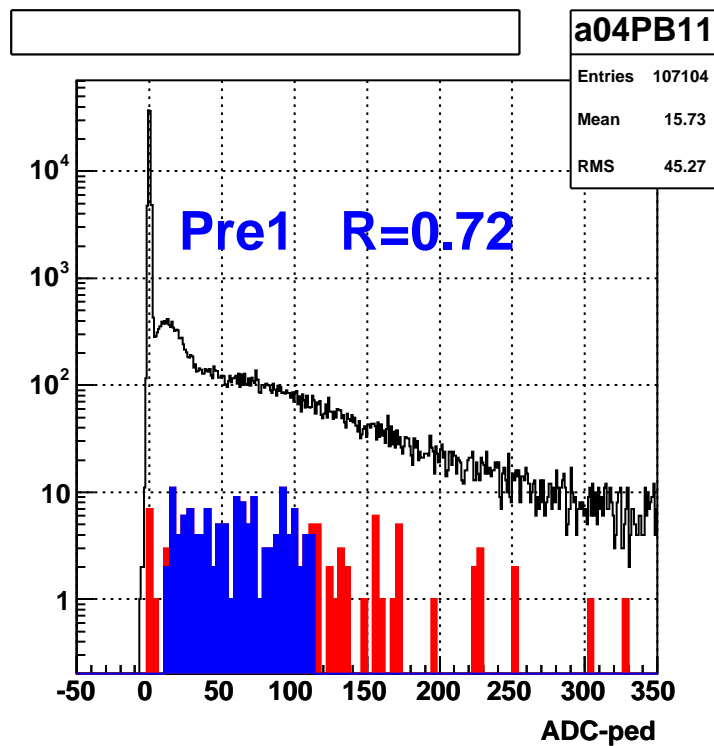 a04PB11
Entries 107104
Mean 15.73
RMS 45.27
Pre1 R=0.72
10^4
10^3
10^2
10
1
-50 0 50 100 150 200 250 300 350
ADC-ped